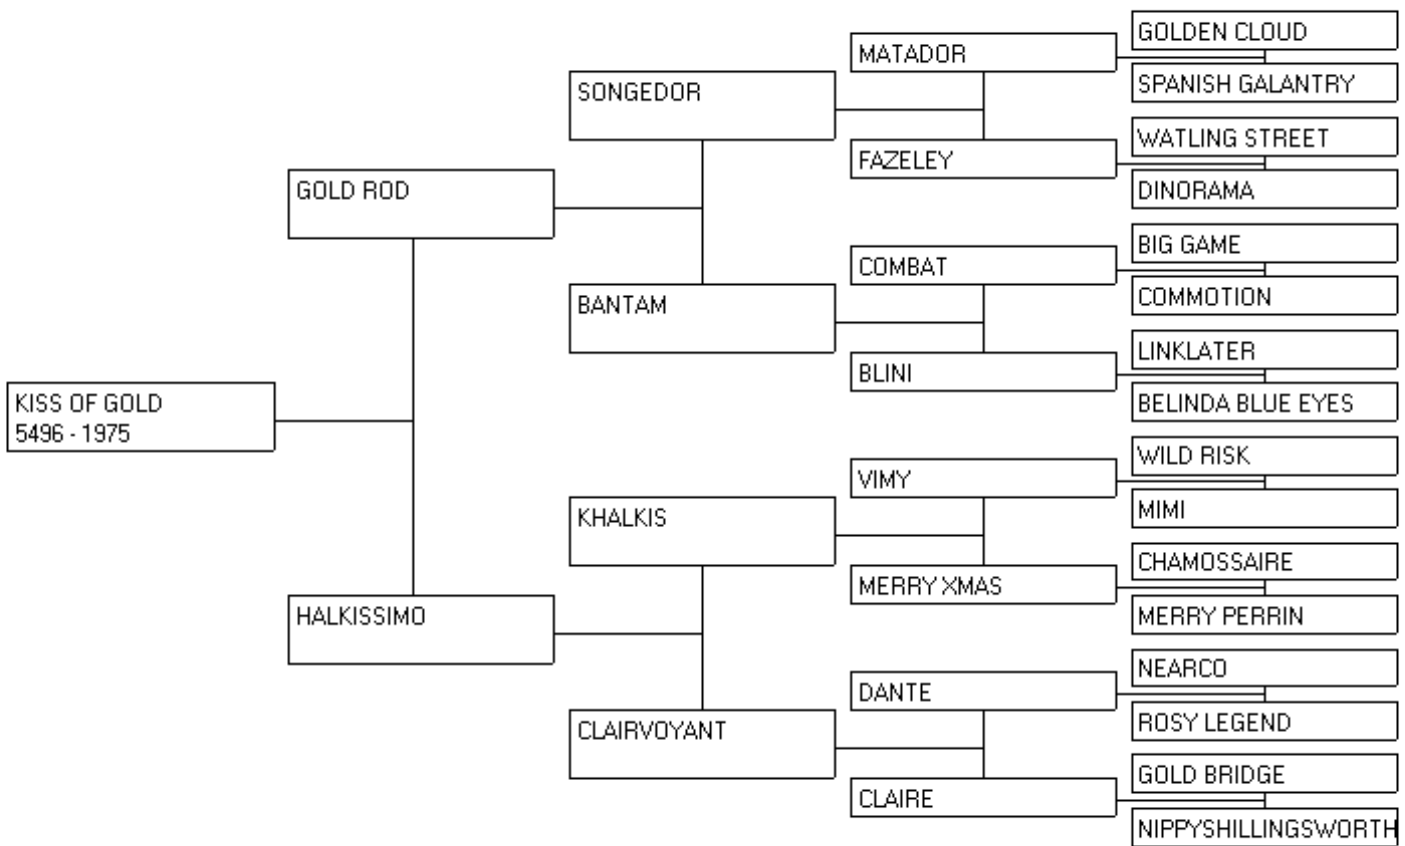 GOLDEN CLOUD
MATADOR
SPANISH GALANTRY
SONGEDOR
WATLING STREET
FAZELEY
DINORAMA
GOLD ROD
BIG GAME
COMBAT
COMMOTION
BANTAM
LINKLATER
BLINI
BELINDA BLUE EYES
KISS OF GOLD
5496 - 1975
WILD RISK
VIMY
MIMI
KHALKIS
CHAMOSSAIRE
MERRY XMAS
MERRY PERRIN
HALKISSIMO
NEARCO
DANTE
ROSY LEGEND
CLAIRVOYANT
GOLD BRIDGE
CLAIRE
NIPPYSHILLINGSWORTH